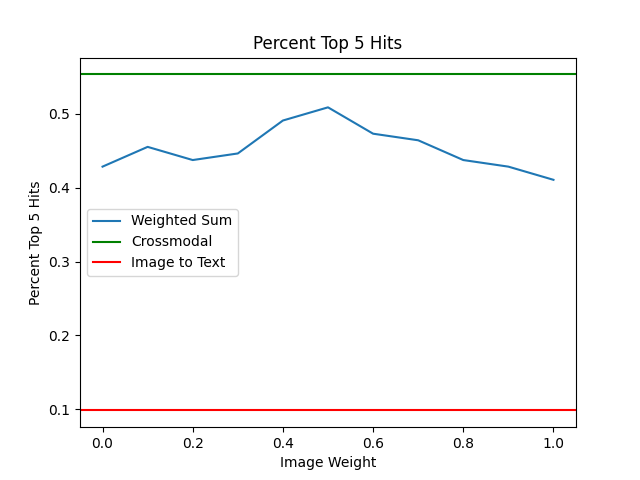 Percent Top 5 Hits
Percent Top 5 Hits
0.5
0.4
0.3
0.2
0.1
Weighted Sum
Crossmodal
Image to Text
0.0 0.2 0.4 0.6 0.8 1.0
Image Weight